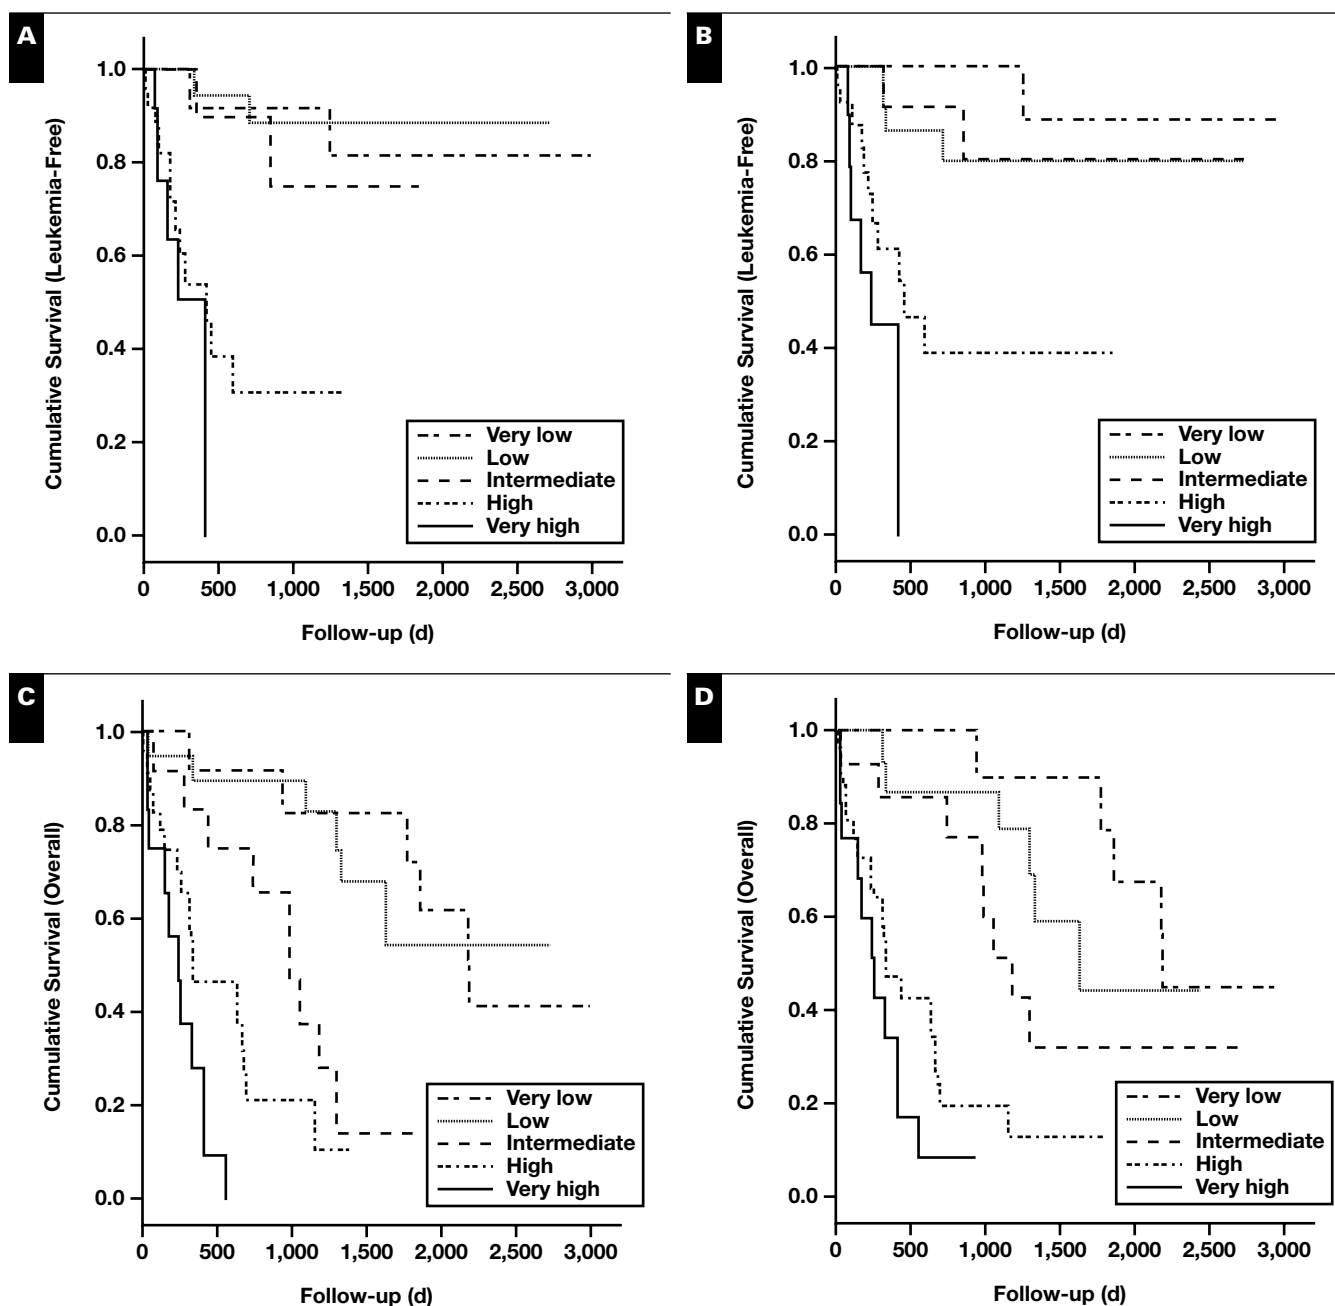 A
Cumulative Survival (Leukemia-Free)
1.0
0.8
0.6
0.4
0.2
0.0
Very low
Low
Intermediate
High
Very high
0 500 1,000 1,500 2,000 2,500 3,000
Follow-up (d)
B
Cumulative Survival (Leukemia-Free)
1.0
0.8
0.6
0.4
0.2
0.0
Very low
Low
Intermediate
High
Very high
0 500 1,000 1,500 2,000 2,500 3,000
Follow-up (d)
C
Cumulative Survival (Overall)
1.0
0.8
0.6
0.4
0.2
0.0
Very low
Low
Intermediate
High
Very high
0 500 1,000 1,500 2,000 2,500 3,000
Follow-up (d)
D
Cumulative Survival (Overall)
1.0
0.8
0.6
0.4
0.2
0.0
Very low
Low
Intermediate
High
Very high
0 500 1,000 1,500 2,000 2,500 3,000
Follow-up (d)